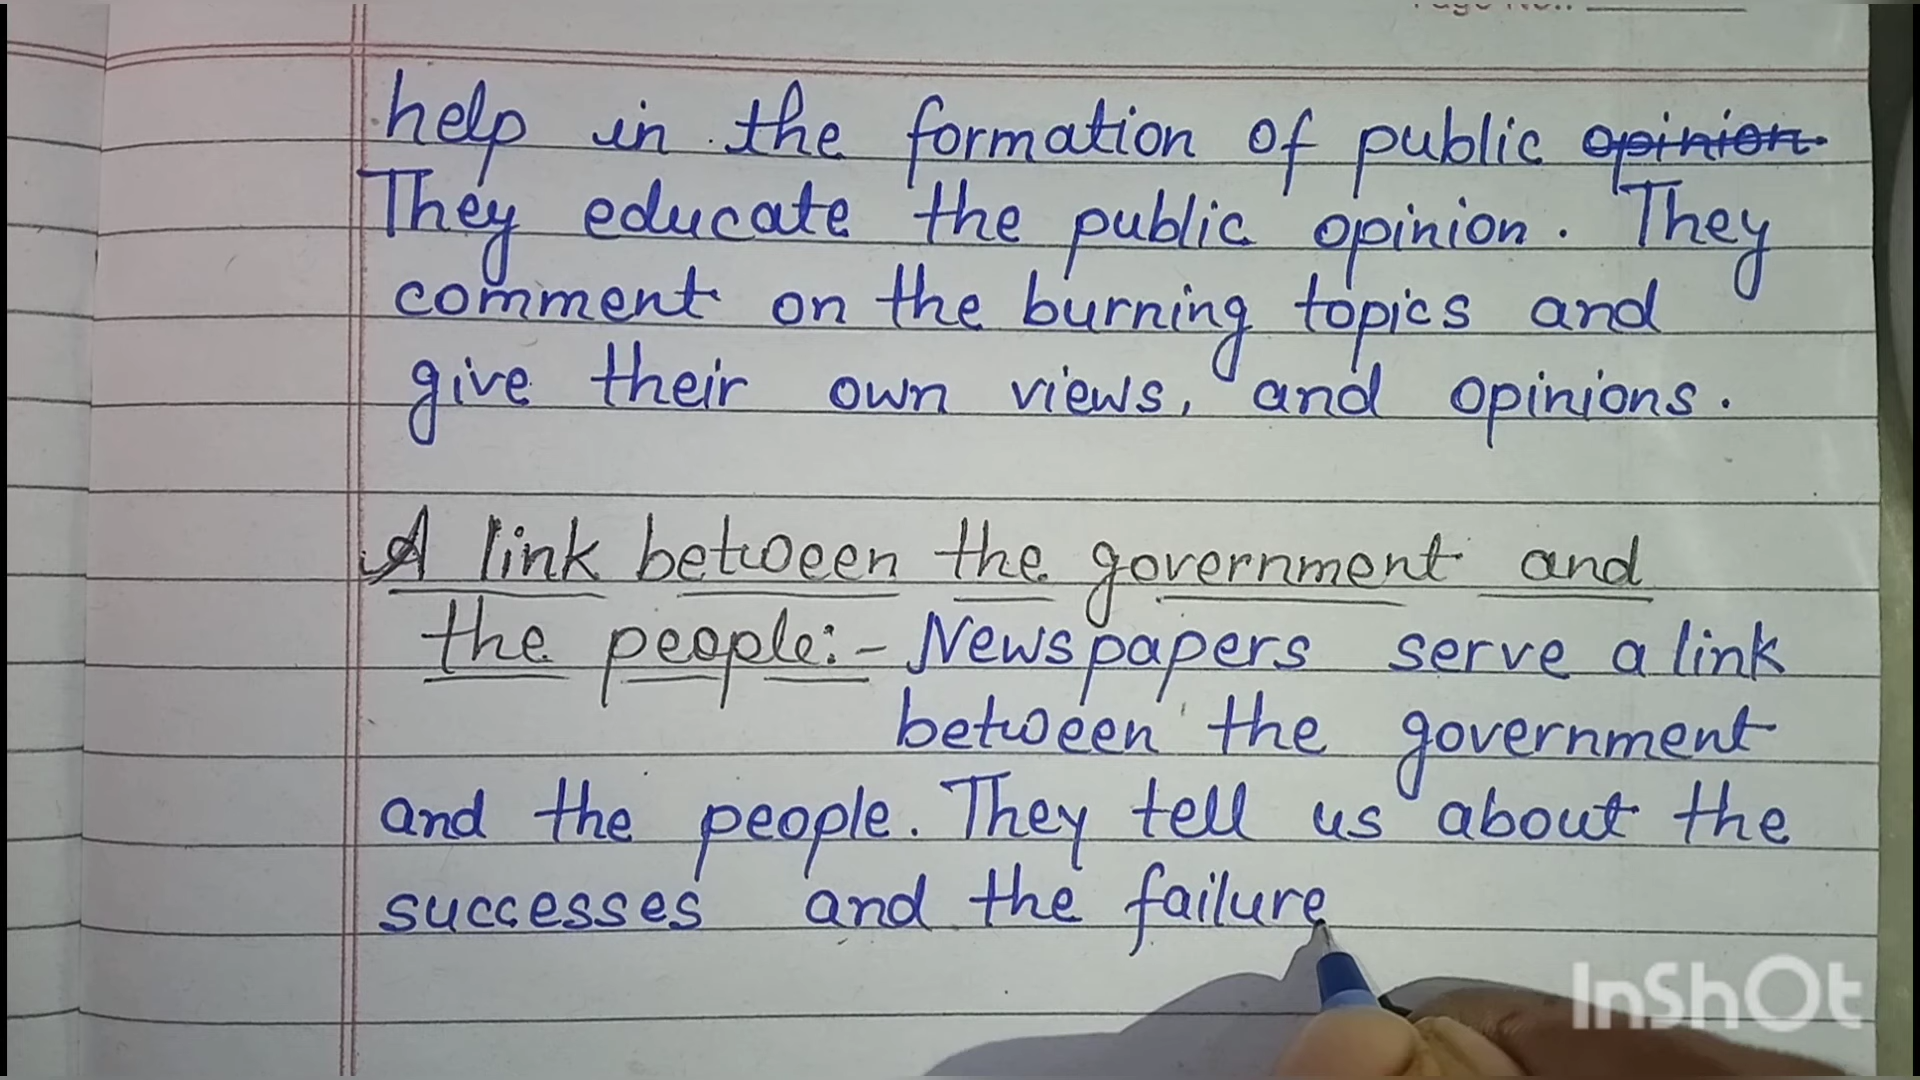 help in the formation of public ~~opinion.~~
They educate the public opinion. They
comment on the burning topics and
give their own views, and opinions.
A link between the government and
the people:- Newspapers serve a link
between the government
and the people. They tell us about the
successes and the failure
InShOt